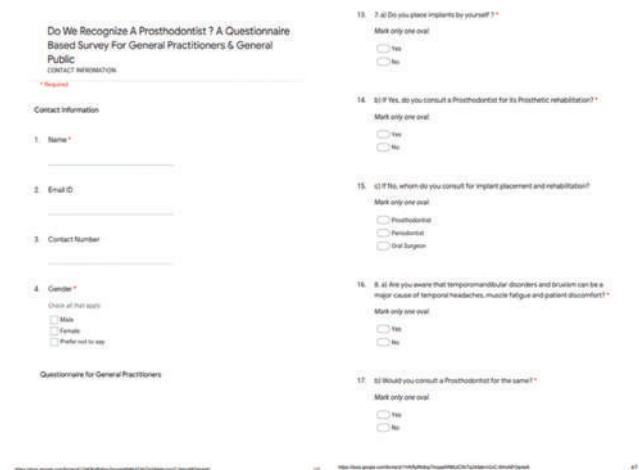 Do We Recognize A Prosthodontist ? A Questionnaire
Based Survey For General Practitioners & General
Public
CONTACT INFROMATION
* Required
Contact Information
1. Name *
2. Email ID
3. Contact Number
4. Gender *
Check all that apply.
Male
Female
Prefer not to say
Questionnaire for General Practitioners
13. 7. a) Do you place implants by yourself ? *
Mark only one oval.
Yes
No
14. b) If Yes, do you consult a Prosthodontist for its Prosthetic rehabilitation? *
Mark only one oval.
Yes
No
15. c) If No, whom do you consult for implant placement and rehabilitation?
Mark only one oval.
Prosthodontist
Periodontist
Oral Surgeon
16. 8. a) Are you aware that temporomandibular disorders and bruxism can be a
major cause of temporal headaches, muscle fatigue and patient discomfort? *
Mark only one oval.
Yes
No
17. b) Would you consult a Prosthodontist for the same? *
Mark only one oval.
Yes
No